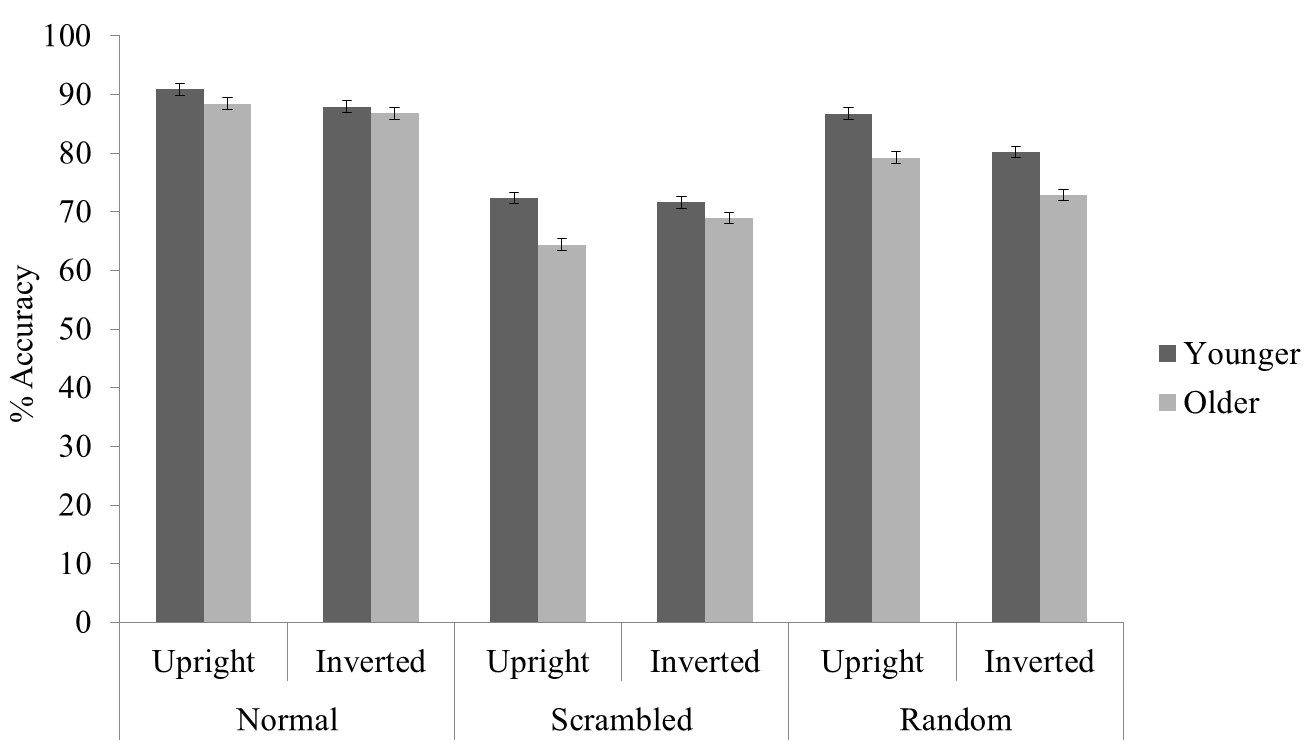 100
90
80
70
60
50
40
30
20
10
0
% Accuracy
Upright Inverted Upright Inverted Upright Inverted
Normal Scrambled Random
Younger
Older